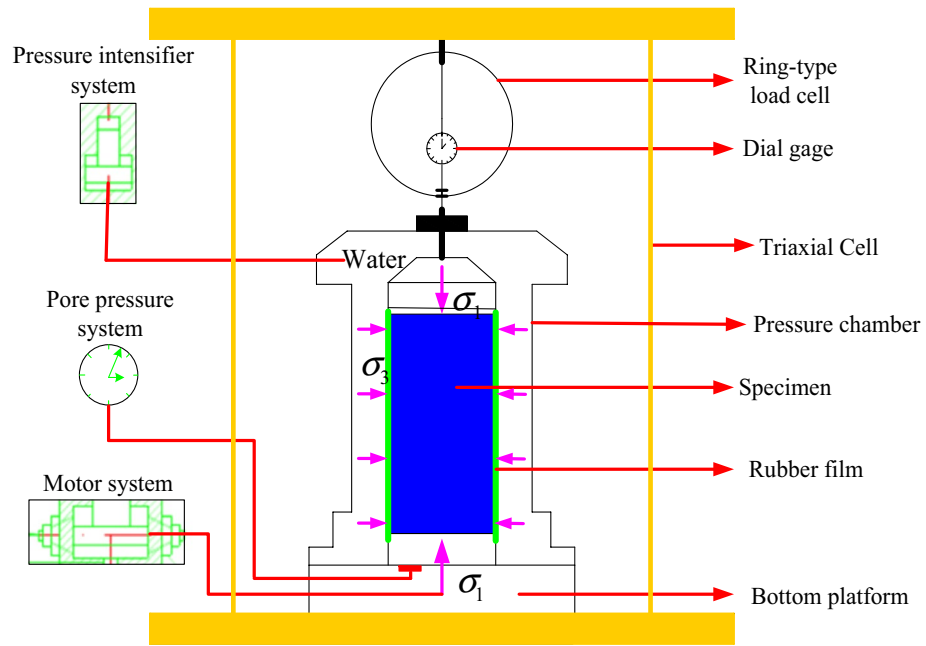 Pressure intensifier
system
Ring-type
load cell
Dial gage
Water
Triaxial Cell
Pore pressure
system
σ1
Pressure chamber
σ3
Specimen
Rubber film
Motor system
σ1
Bottom platform